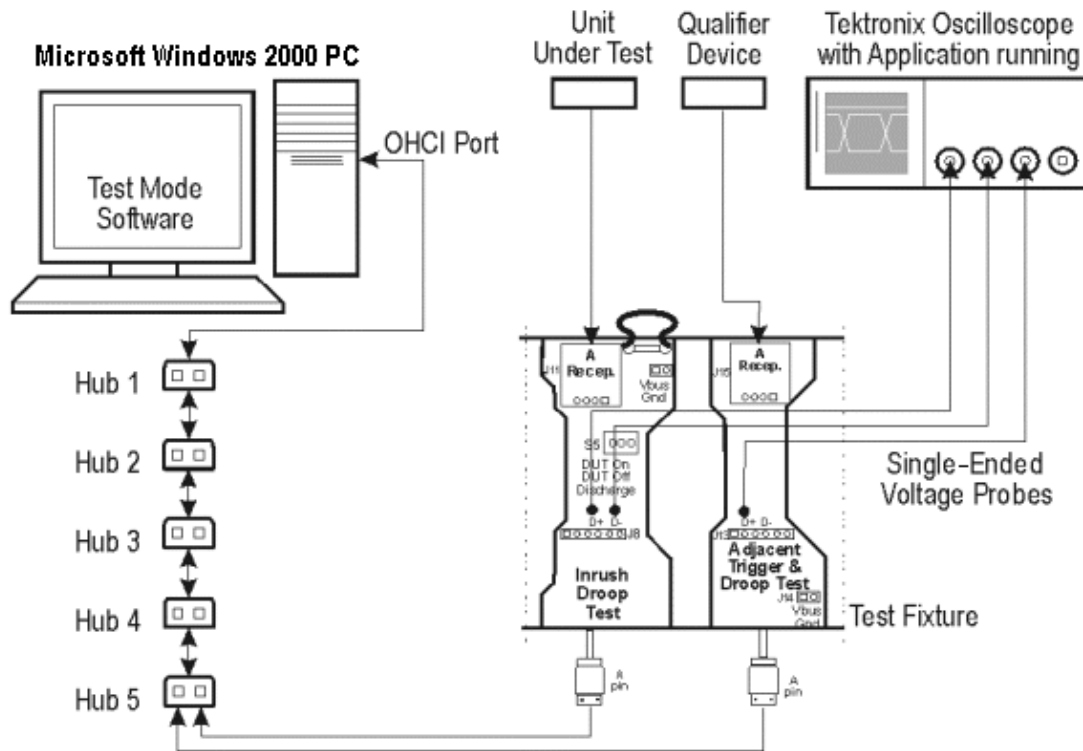 Microsoft Windows 2000 PC
Unit
Under Test
Qualifier
Device
Tektronix Oscilloscope
with Application running
OHCI Port
Test Mode
Software
Hub 1
Hub 2
Hub 3
Hub 4
Hub 5
A
Recep.
J11
Vbus
Gnd
S5
DUT On
DUT Off
Discharge
D+ D-
J8
Inrush
Droop
Test
A
Recep.
J15
D+ D-
J13
Adjacent
Trigger &
Droop Test
J14
Vbus
Gnd
Single-Ended
Voltage Probes
Test Fixture
A
pin
A
pin